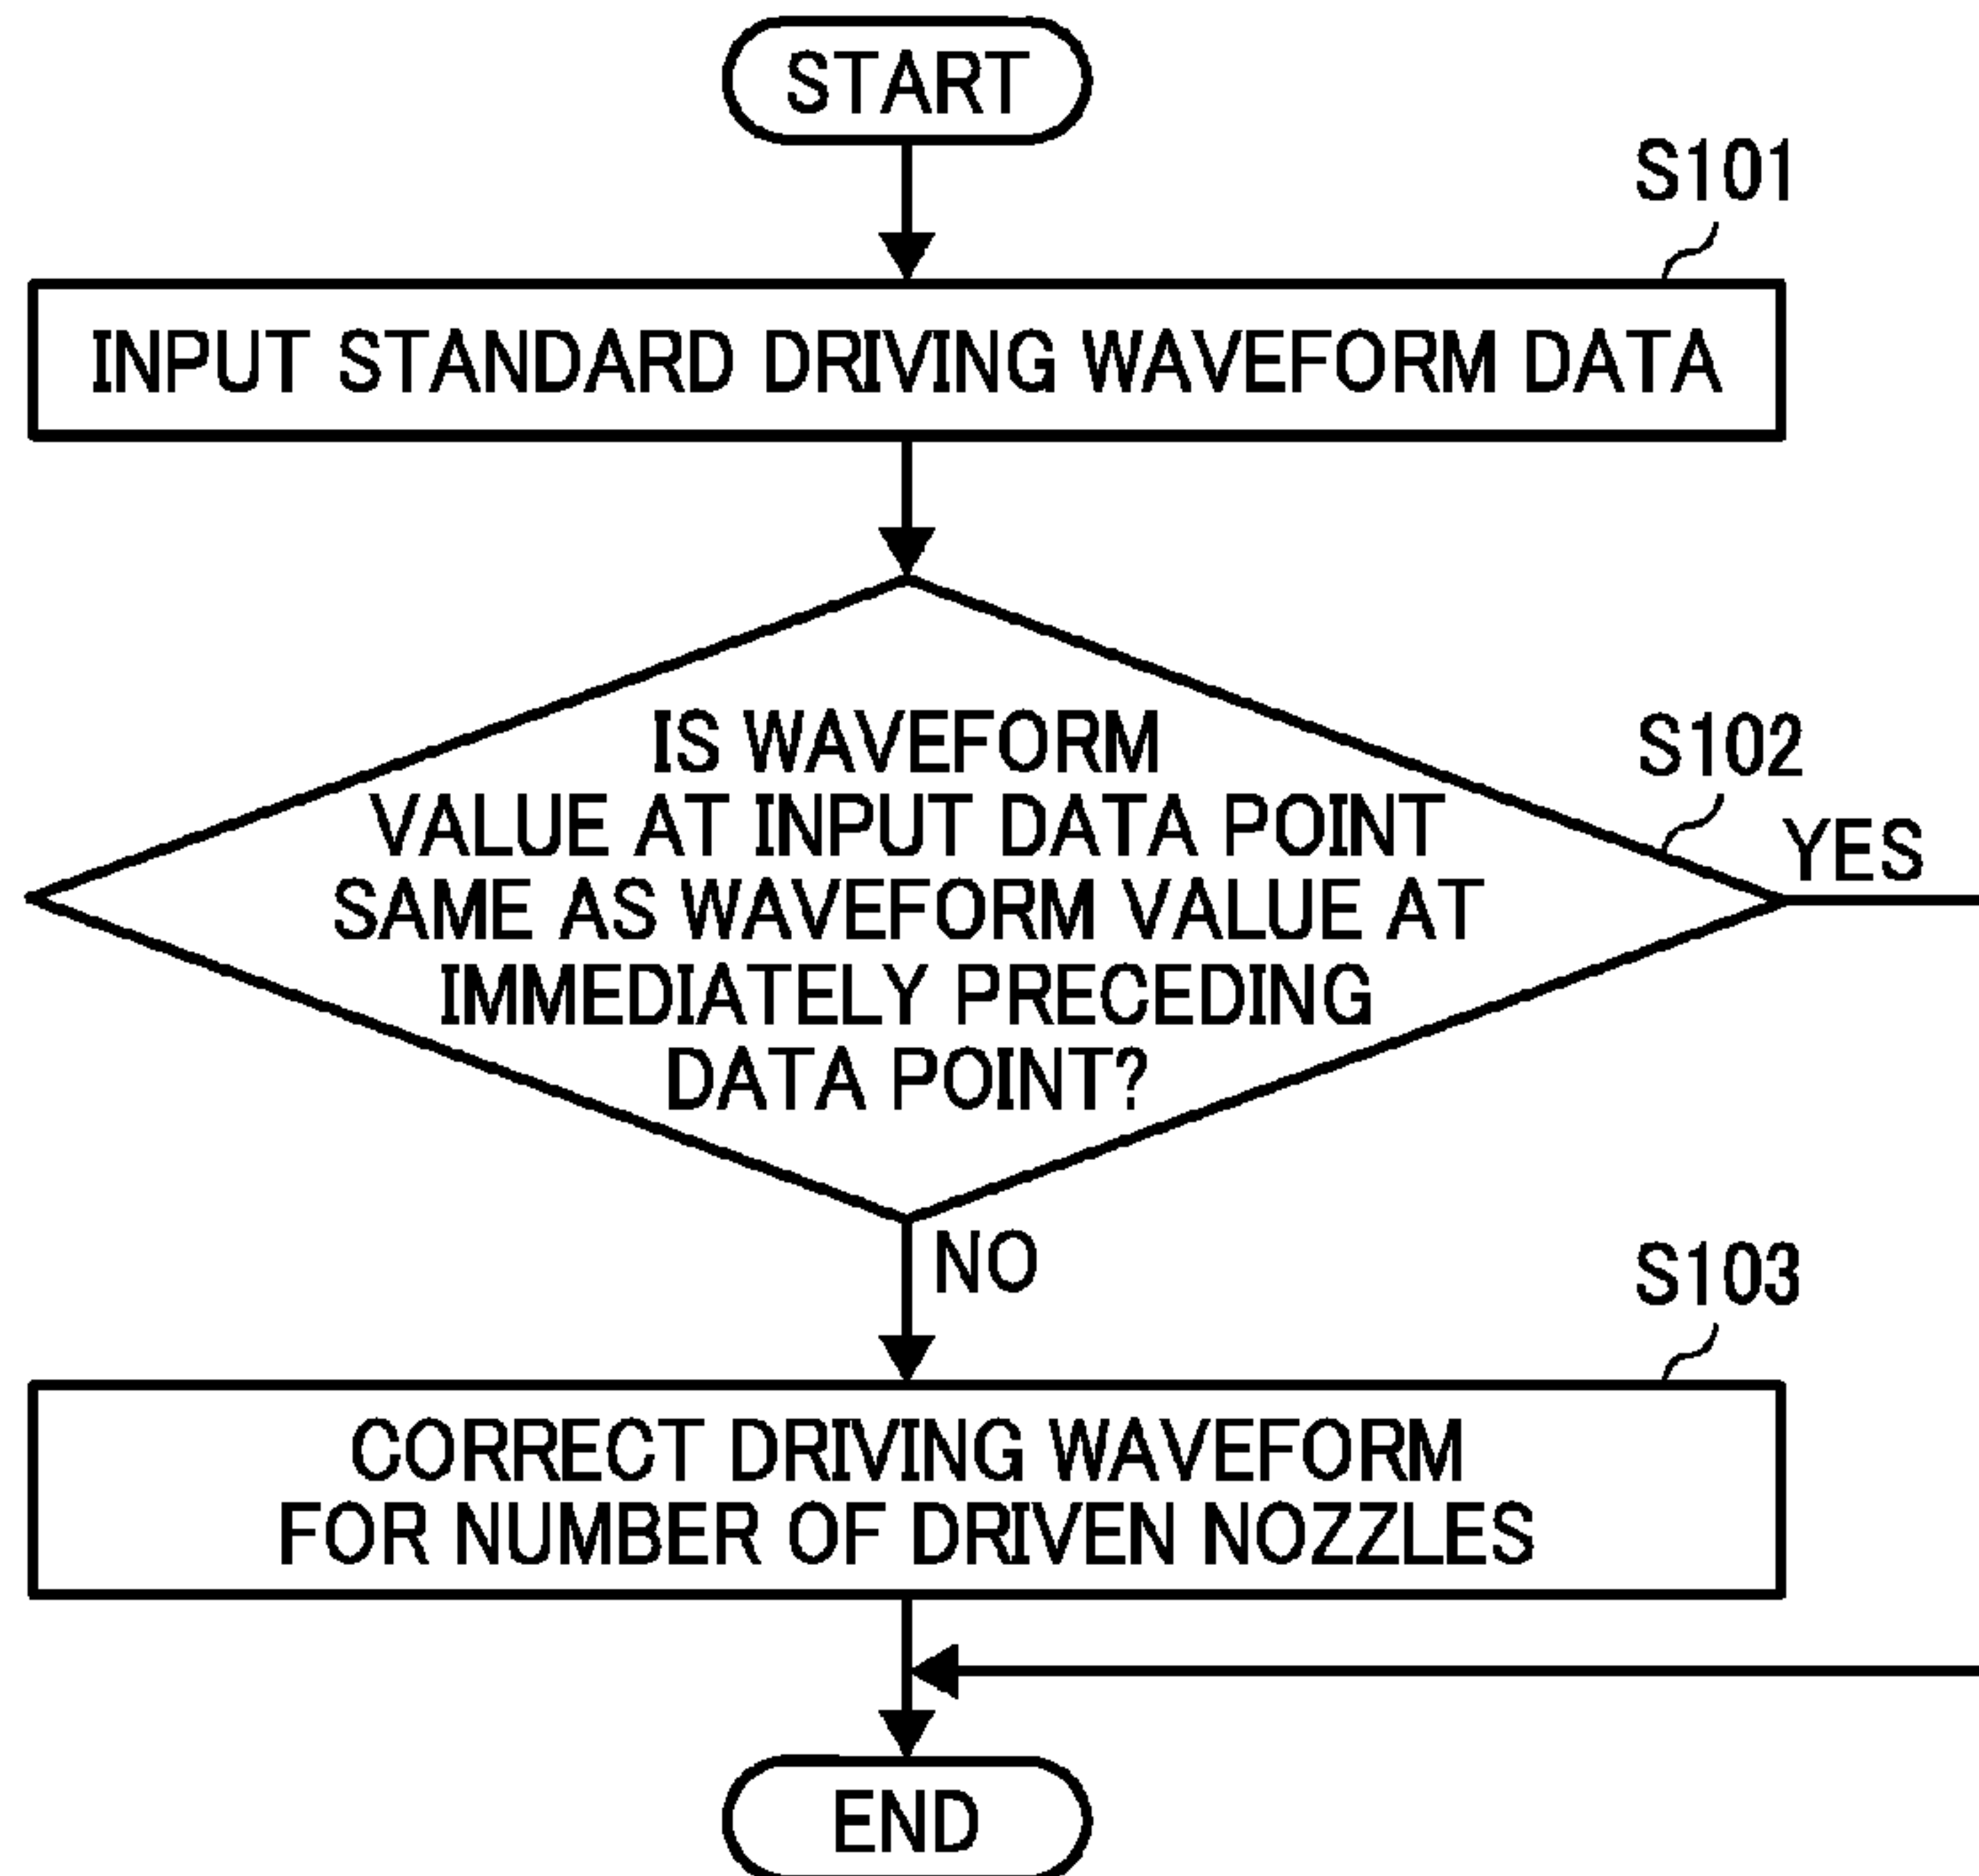 START
S101
INPUT STANDARD DRIVING WAVEFORM DATA
IS WAVEFORM
VALUE AT INPUT DATA POINT
SAME AS WAVEFORM VALUE AT
IMMEDIATELY PRECEDING
DATA POINT?
S102
YES
NO
S103
CORRECT DRIVING WAVEFORM
FOR NUMBER OF DRIVEN NOZZLES
END